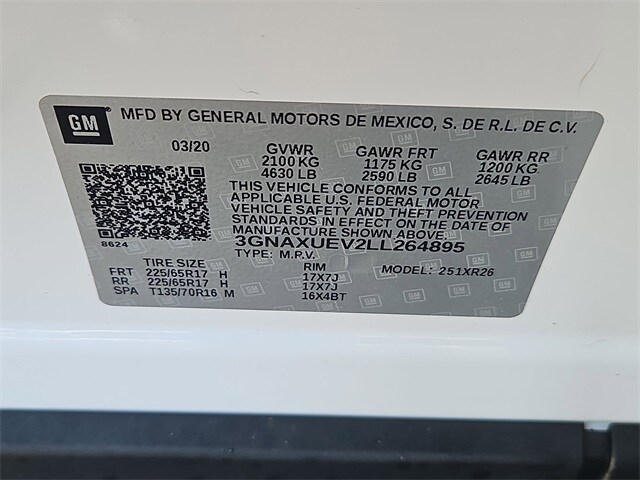 GM MFD BY GENERAL MOTORS DE MEXICO, S. DE R.L. DE C.V.
03/20 GVWR GAWR FRT GAWR RR
2100 KG 1175 KG 1200 KG
4630 LB 2590 LB 2645 LB
THIS VEHICLE CONFORMS TO ALL
APPLICABLE U.S. FEDERAL MOTOR
VEHICLE SAFETY AND THEFT PREVENTION
STANDARDS IN EFFECT ON THE DATE OF
MANUFACTURE SHOWN ABOVE.
8624 3GNAXUEV2LL264895
TYPE: M.P.V. MODEL: 251XR26
TIRE SIZE RIM
FRT 225/65R17 H 17X7J
RR 225/65R17 H 17X7J
SPA T135/70R16 M 16X4BT